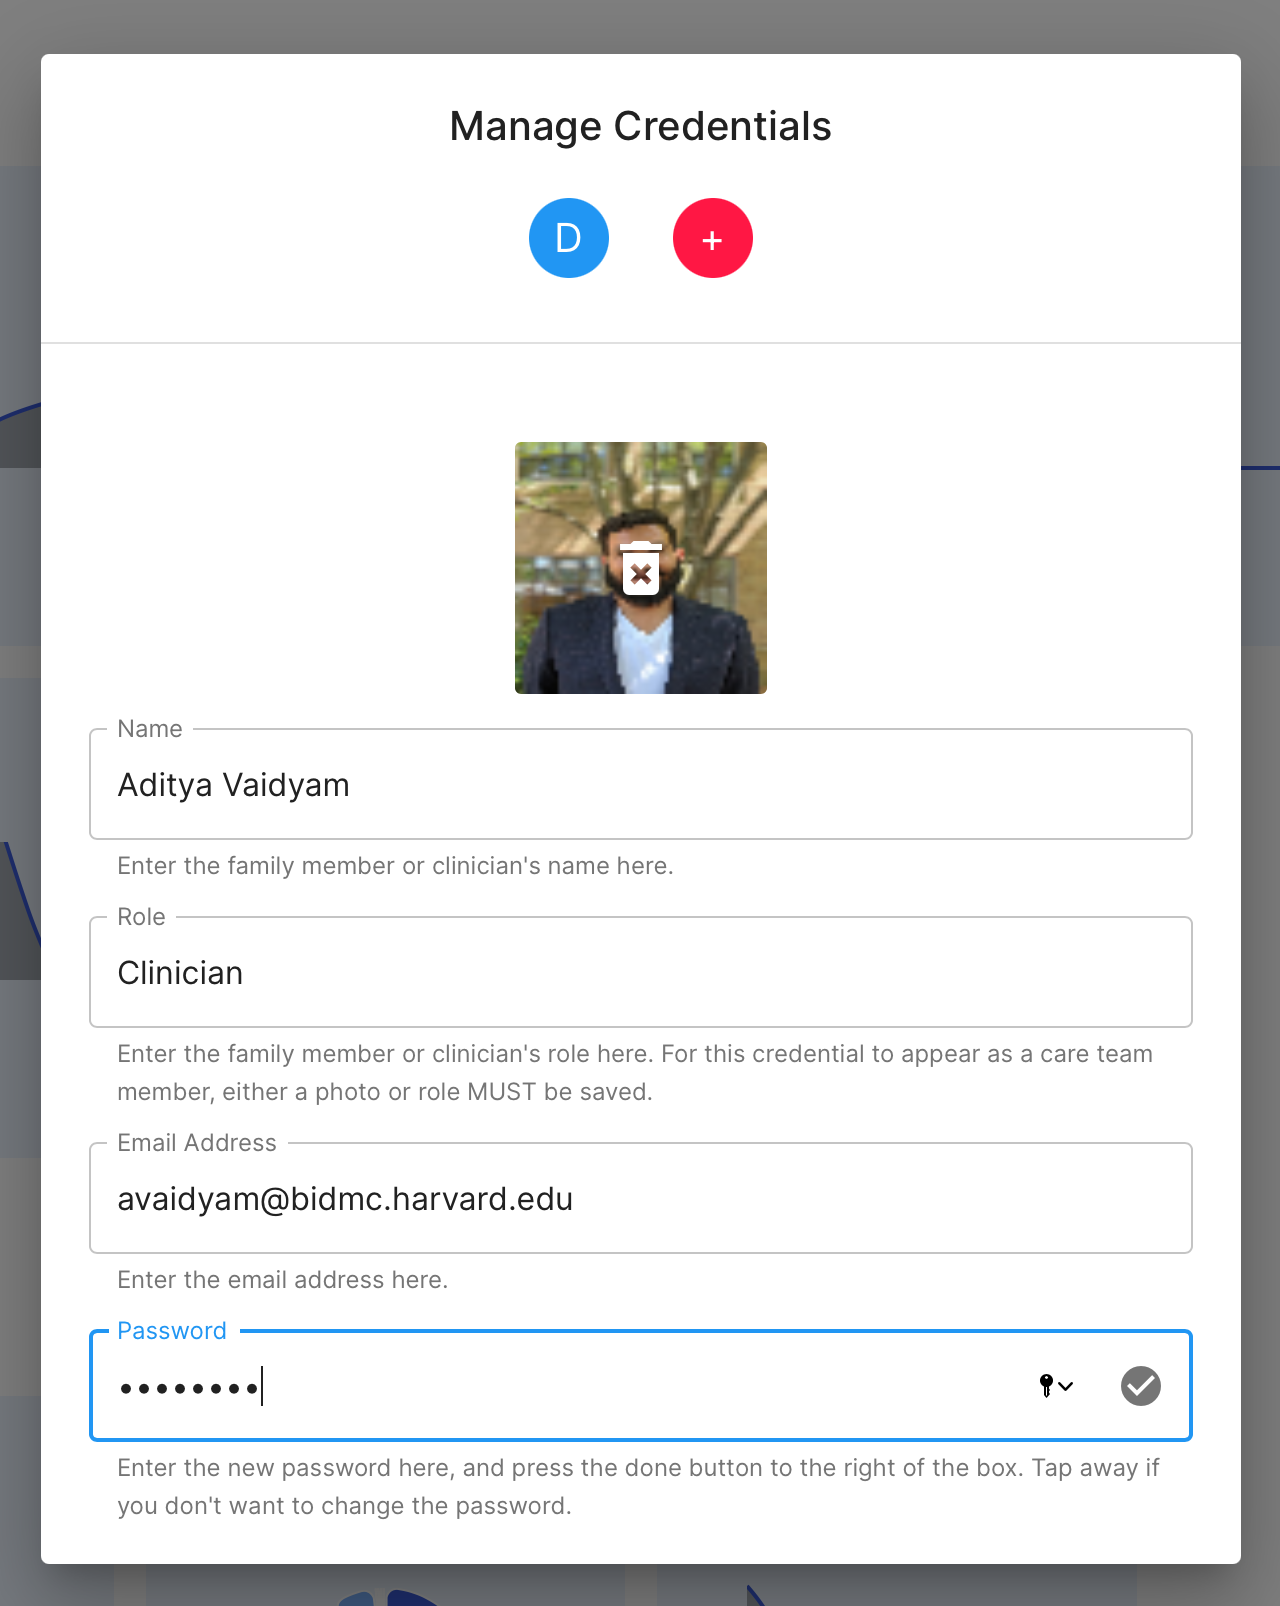 Manage Credentials
D +
Name
Aditya Vaidyam
Enter the family member or clinician's name here.
Role
Clinician
Enter the family member or clinician's role here. For this credential to appear as a care team
member, either a photo or role MUST be saved.
Email Address
avaidyam@bidmc.harvard.edu
Enter the email address here.
Password
••••••••
Enter the new password here, and press the done button to the right of the box. Tap away if
you don't want to change the password.